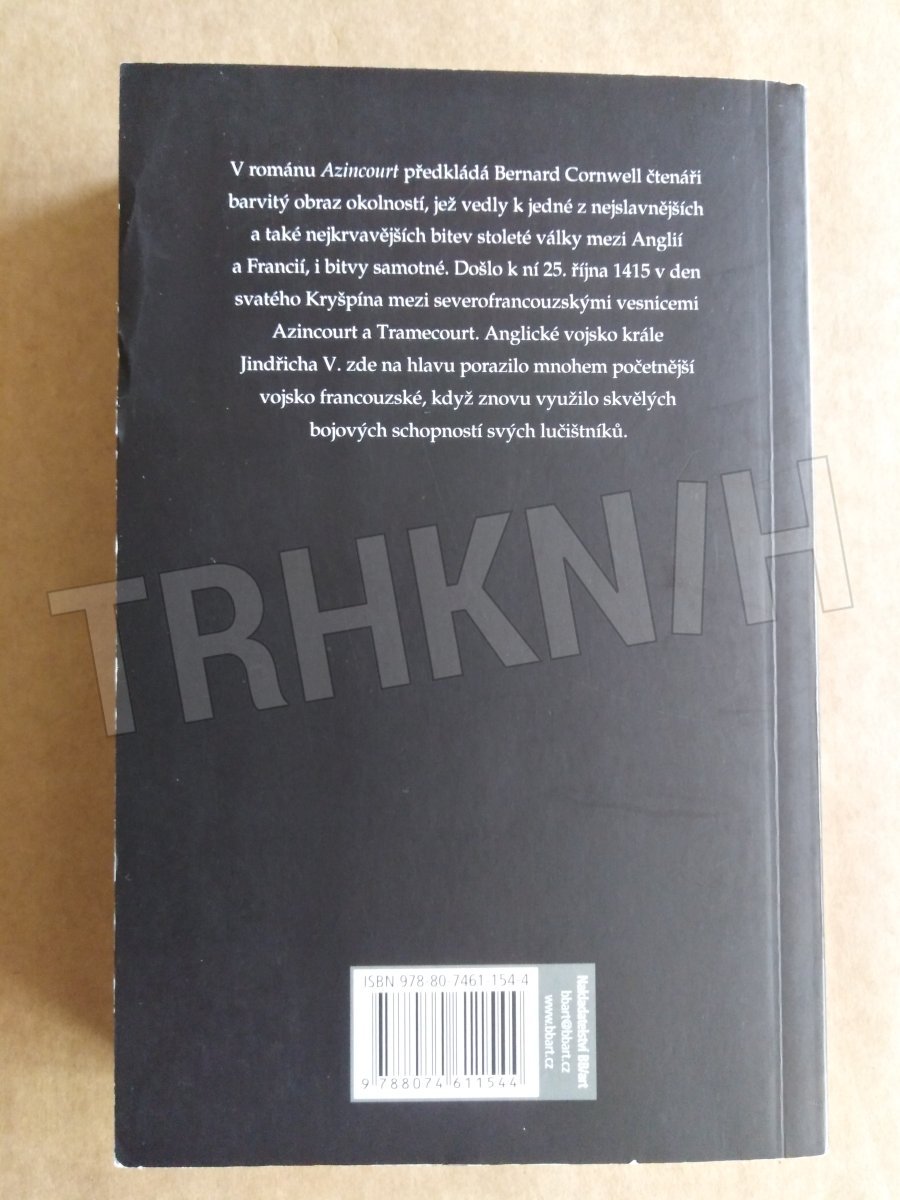 V románu Azincourt předkládá Bernard Cornwell čtenáři
barvitý obraz okolností, jež vedly k jedné z nejslavnějších
a také nejkrvavějších bitev stoleté války mezi Anglií
a Francií, i bitvy samotné. Došlo k ní 25. října 1415 v den
svatého Kryšpína mezi severofrancouzskými vesnicemi
Azincourt a Tramecourt. Anglické vojsko krále
Jindřicha V. zde na hlavu porazilo mnohem početnější
vojsko francouzské, když znovu využilo skvělých
bojových schopností svých lučištníků.
TRHKNIH
ISBN 978-80-7461-154-4
9 788074 611544
Nakladatelství BB/art
bbart@bbart.cz
www.bbart.cz